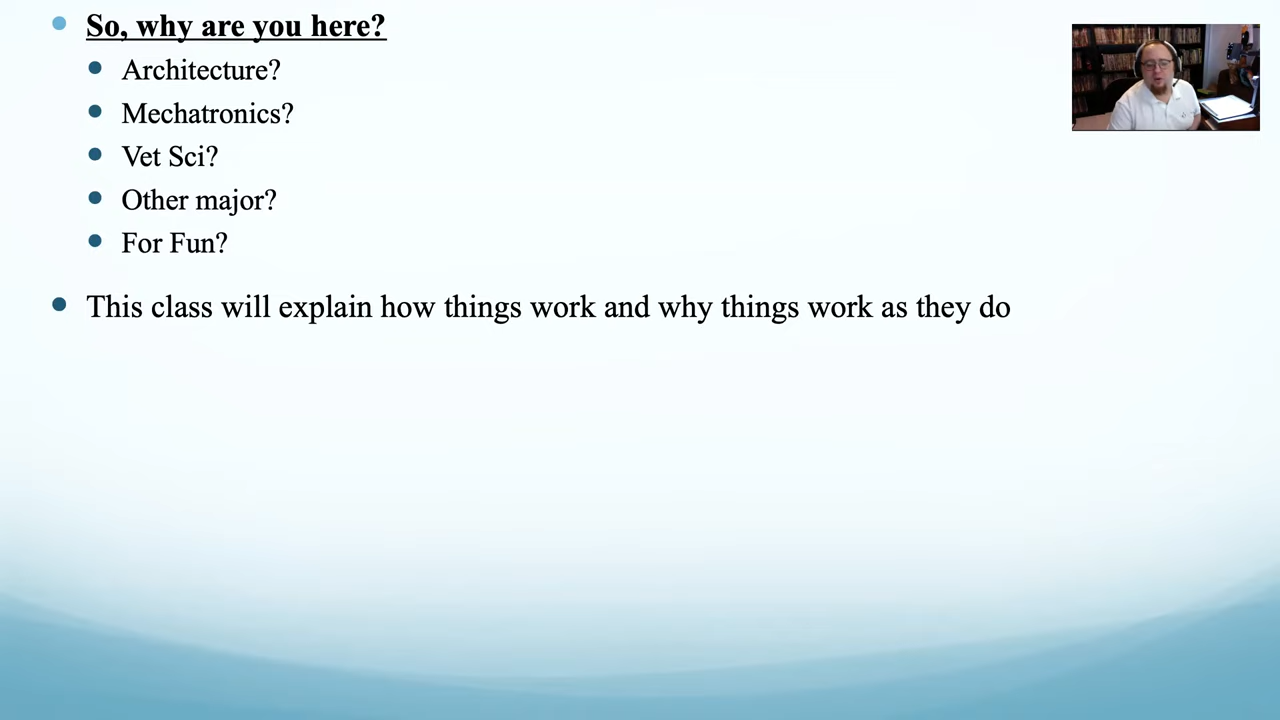 So, why are you here?
Architecture?
Mechatronics?
Vet Sci?
Other major?
For Fun?
This class will explain how things work and why things work as they do